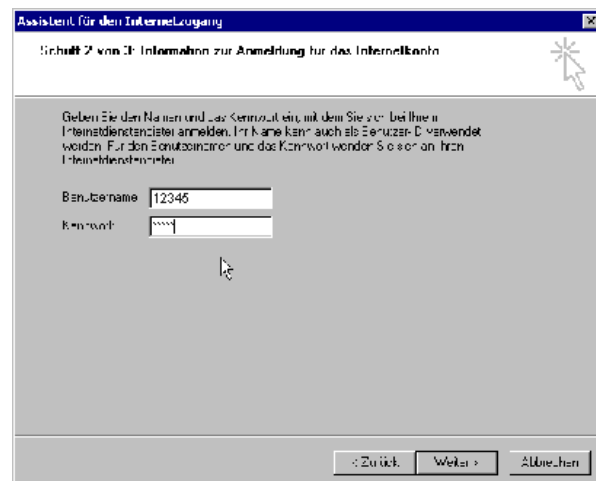 Assistent für den Internetzugang
Schritt 2 von 3: Information zur Anmeldung für das Internetkonto
Geben Sie den Namen und das Kennwort ein, mit dem Sie sich bei Ihrem
Internetdienstanbieter anmelden. Ihr Name kann auch als Benutzer-ID verwendet
werden. Für den Benutzernamen und das Kennwort wenden Sie sich an Ihren
Internetdienstanbieter.
Benutzername 12345
Kennwort: *****
< Zurück Weiter > Abbrechen